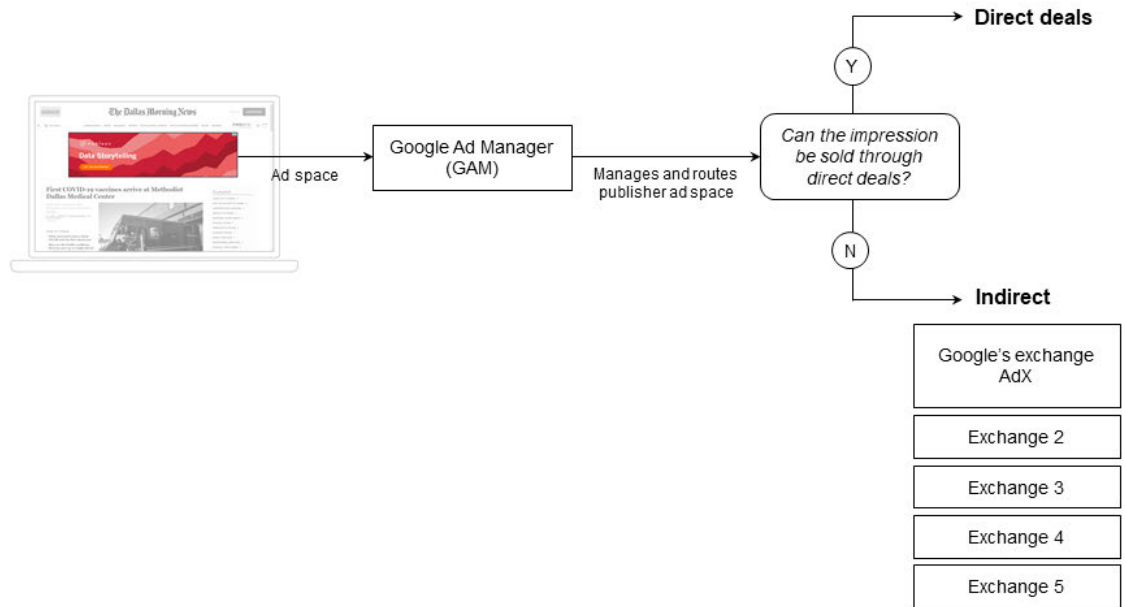 Direct deals
Y
The Dallas Morning News
Data Storytelling
Google Ad Manager
(GAM)
Can the impression
be sold through
direct deals?
Ad space
Manages and routes
publisher ad space
First COVID-19 vaccines arrive at Methodist
Dallas Medical Center
N
Indirect
Google’s exchange
AdX
Exchange 2
Exchange 3
Exchange 4
Exchange 5